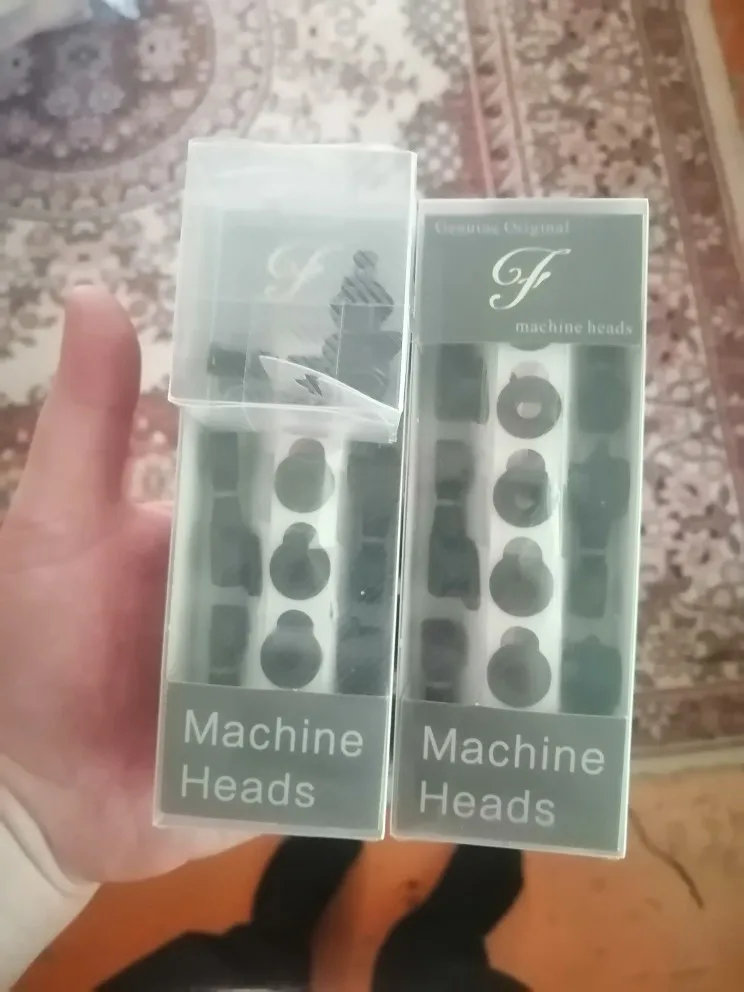 F
Machine
Heads
Genuine Original
F
machine heads
Machine
Heads